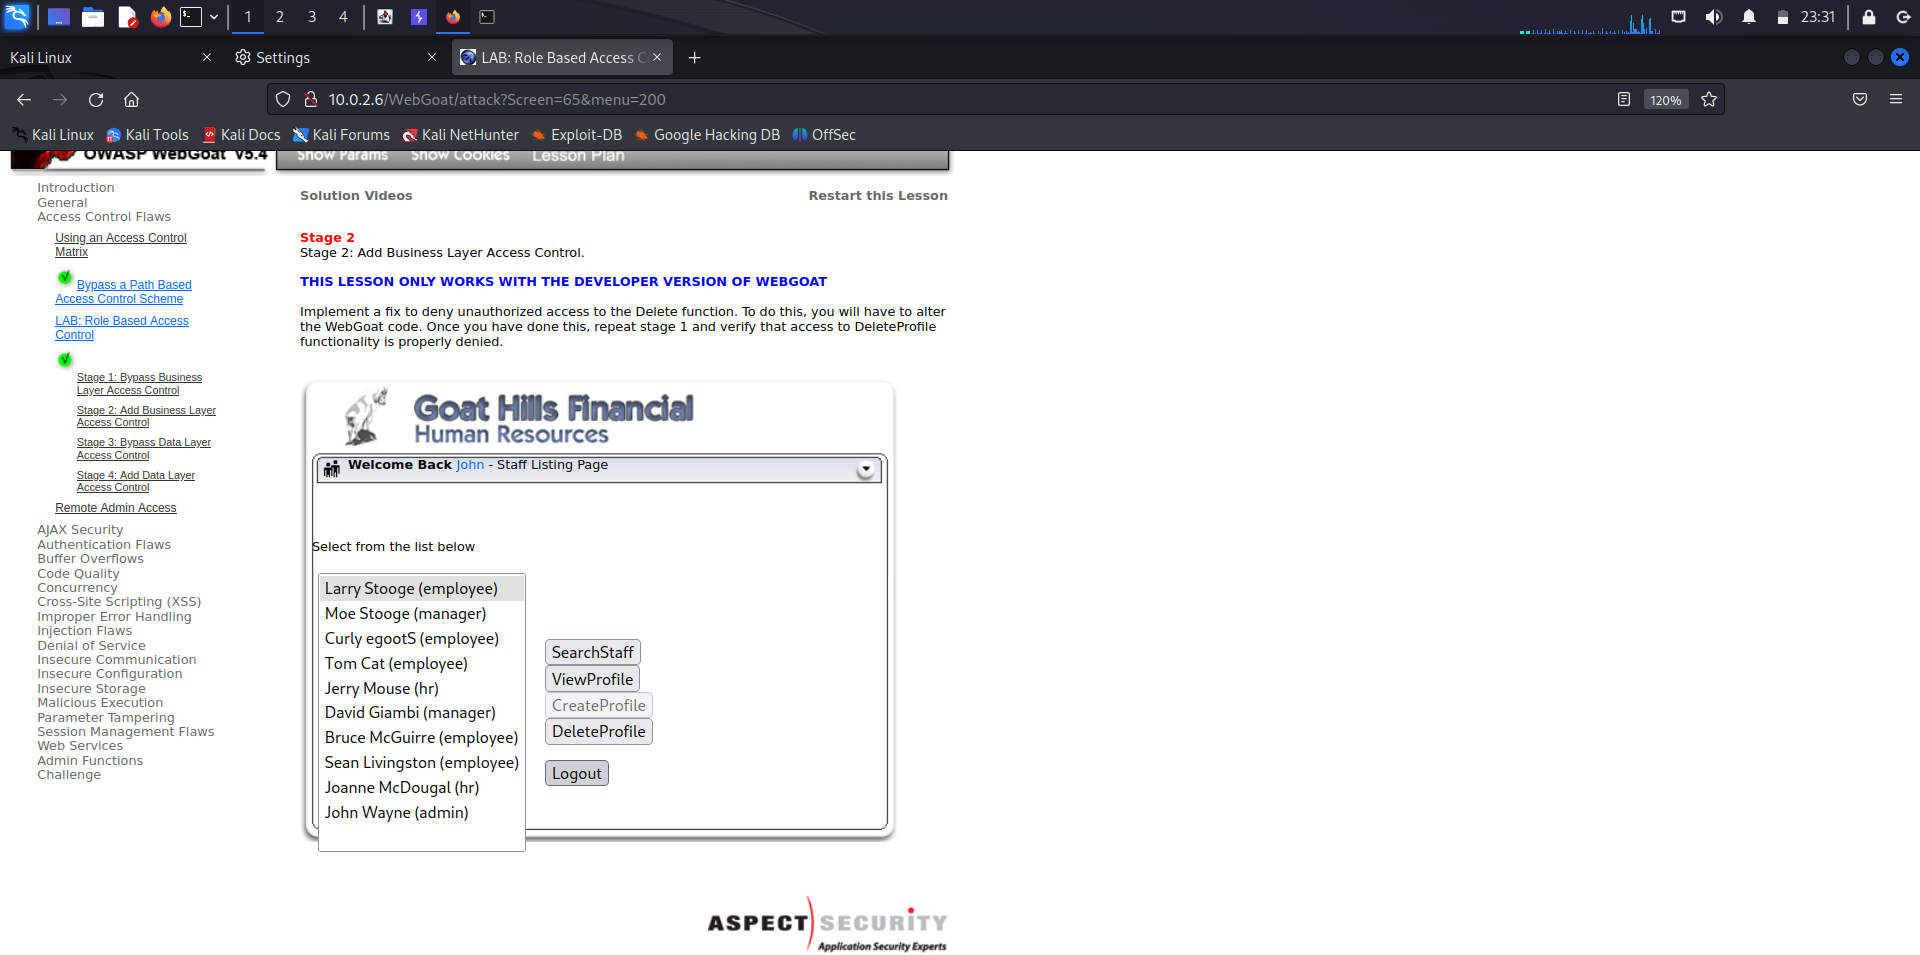 1 2 3 4 23:31
Kali Linux Settings LAB: Role Based Access C
10.0.2.6/WebGoat/attack?Screen=65&menu=200 120%
Kali Linux Kali Tools Kali Docs Kali Forums Kali NetHunter Exploit-DB Google Hacking DB OffSec
OWASP WebGoat V5.4 Show Params Show Cookies Lesson Plan
Introduction
General
Access Control Flaws
Using an Access Control
Matrix
Bypass a Path Based
Access Control Scheme
LAB: Role Based Access
Control
Stage 1: Bypass Business
Layer Access Control
Stage 2: Add Business Layer
Access Control
Stage 3: Bypass Data Layer
Access Control
Stage 4: Add Data Layer
Access Control
Remote Admin Access
AJAX Security
Authentication Flaws
Buffer Overflows
Code Quality
Concurrency
Cross-Site Scripting (XSS)
Improper Error Handling
Injection Flaws
Denial of Service
Insecure Communication
Insecure Configuration
Insecure Storage
Malicious Execution
Parameter Tampering
Session Management Flaws
Web Services
Admin Functions
Challenge
Solution Videos Restart this Lesson
Stage 2
Stage 2: Add Business Layer Access Control.
THIS LESSON ONLY WORKS WITH THE DEVELOPER VERSION OF WEBGOAT
Implement a fix to deny unauthorized access to the Delete function. To do this, you will have to alter
the WebGoat code. Once you have done this, repeat stage 1 and verify that access to DeleteProfile
functionality is properly denied.
Goat Hills Financial
Human Resources
Welcome Back John - Staff Listing Page
Select from the list below
Larry Stooge (employee)
Moe Stooge (manager)
Curly egootS (employee)
Tom Cat (employee)
Jerry Mouse (hr)
David Giambi (manager)
Bruce McGuirre (employee)
Sean Livingston (employee)
Joanne McDougal (hr)
John Wayne (admin)
SearchStaff
ViewProfile
CreateProfile
DeleteProfile
Logout
ASPECT SECURITY
Application Security Experts